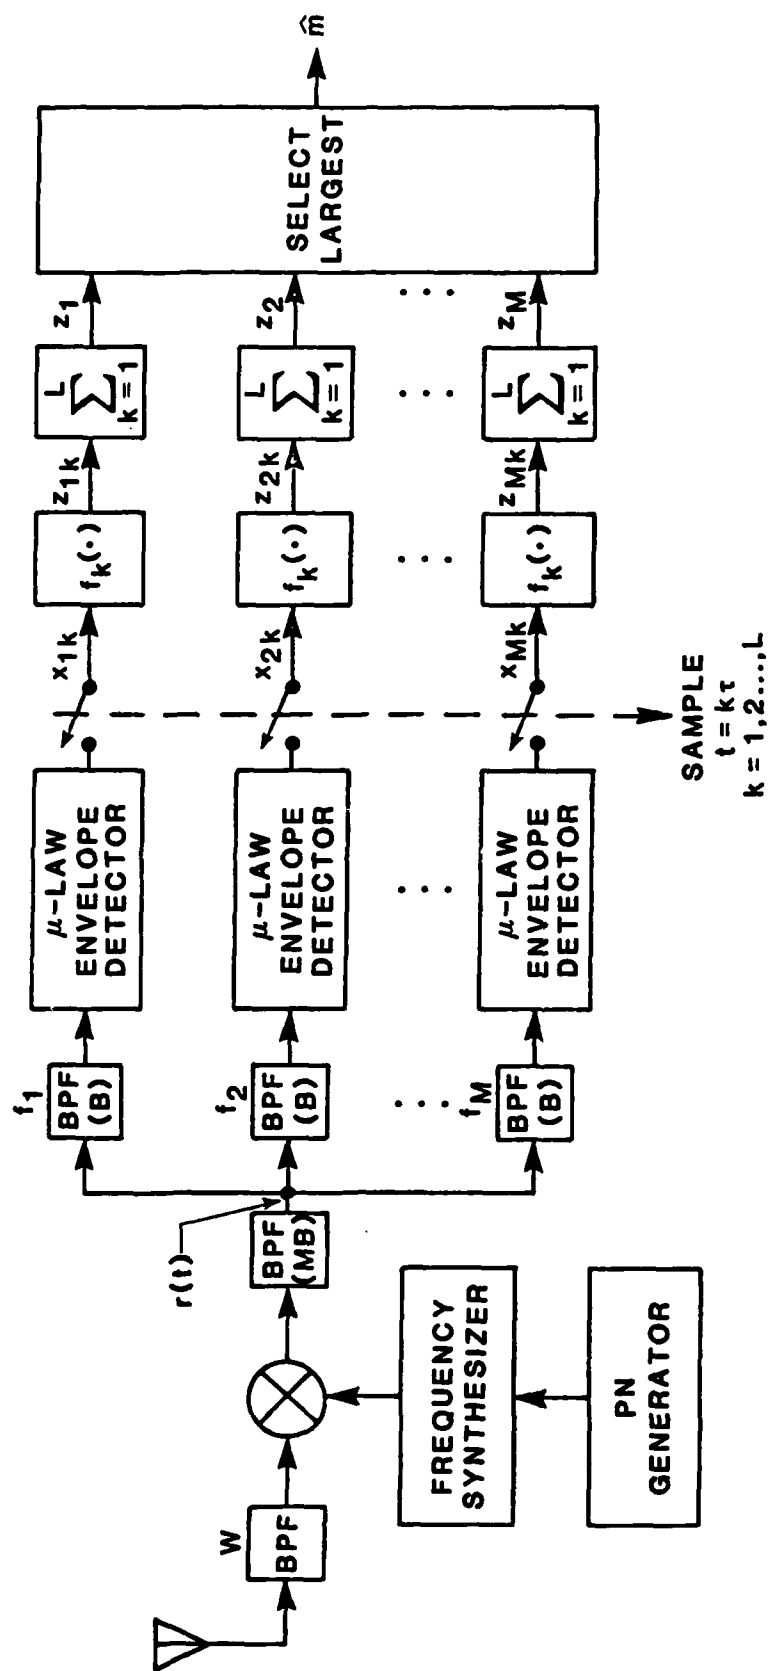 W
BPF
FREQUENCY
SYNTHESIZER
PN
GENERATOR
BPF
(MB)
r(t)
f1
BPF
(B)
μ-LAW
ENVELOPE
DETECTOR
x1k
fk(·)
z1k
L
∑
k = 1
z1
f2
BPF
(B)
μ-LAW
ENVELOPE
DETECTOR
x2k
fk(·)
z2k
L
∑
k = 1
z2
• • •
• • •
• • •
• • •
• • •
fM
BPF
(B)
μ-LAW
ENVELOPE
DETECTOR
xMk
fk(·)
zMk
L
∑
k = 1
zM
SELECT
LARGEST
m̂
SAMPLE
t = kτ
k = 1,2...,L